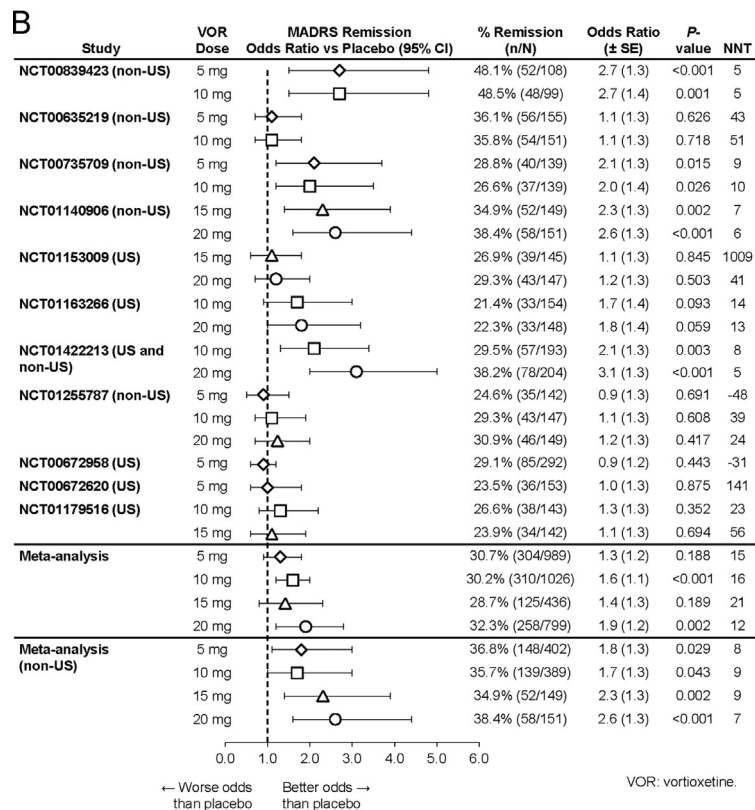 B
VOR MADRS Remission % Remission Odds Ratio P-
Study Dose Odds Ratio vs Placebo (95% CI) (n/N) (± SE) value NNT
NCT00839423 (non-US) 5 mg 48.1% (52/108) 2.7 (1.3) <0.001 5
10 mg 48.5% (48/99) 2.7 (1.4) 0.001 5
NCT00635219 (non-US) 5 mg 36.1% (56/155) 1.1 (1.3) 0.626 43
10 mg 35.8% (54/151) 1.1 (1.3) 0.718 51
NCT00735709 (non-US) 5 mg 28.8% (40/139) 2.1 (1.3) 0.015 9
10 mg 26.6% (37/139) 2.0 (1.4) 0.026 10
NCT01140906 (non-US) 15 mg 34.9% (52/149) 2.3 (1.3) 0.002 7
20 mg 38.4% (58/151) 2.6 (1.3) <0.001 6
NCT01153009 (US) 15 mg 26.9% (39/145) 1.1 (1.3) 0.845 1009
20 mg 29.3% (43/147) 1.2 (1.3) 0.503 41
NCT01163266 (US) 10 mg 21.4% (33/154) 1.7 (1.4) 0.093 14
20 mg 22.3% (33/148) 1.8 (1.4) 0.059 13
NCT01422213 (US and 10 mg 29.5% (57/193) 2.1 (1.3) 0.003 8
non-US) 20 mg 38.2% (78/204) 3.1 (1.3) <0.001 5
NCT01255787 (non-US) 5 mg 24.6% (35/142) 0.9 (1.3) 0.691 -48
10 mg 29.3% (43/147) 1.1 (1.3) 0.608 39
20 mg 30.9% (46/149) 1.2 (1.3) 0.417 24
NCT00672958 (US) 5 mg 29.1% (85/292) 0.9 (1.2) 0.443 -31
NCT00672620 (US) 5 mg 23.5% (36/153) 1.0 (1.3) 0.875 141
NCT01179516 (US) 10 mg 26.6% (38/143) 1.3 (1.3) 0.352 23
15 mg 23.9% (34/142) 1.1 (1.3) 0.694 56
Meta-analysis 5 mg 30.7% (304/989) 1.3 (1.2) 0.188 15
10 mg 30.2% (310/1026) 1.6 (1.1) <0.001 16
15 mg 28.7% (125/436) 1.4 (1.3) 0.189 21
20 mg 32.3% (258/799) 1.9 (1.2) 0.002 12
Meta-analysis 5 mg 36.8% (148/402) 1.8 (1.3) 0.029 8
(non-US) 10 mg 35.7% (139/389) 1.7 (1.3) 0.043 9
15 mg 34.9% (52/149) 2.3 (1.3) 0.002 9
20 mg 38.4% (58/151) 2.6 (1.3) <0.001 7
0.0 1.0 2.0 3.0 4.0 5.0 6.0
← Worse odds Better odds →
than placebo than placebo
VOR: vortioxetine.